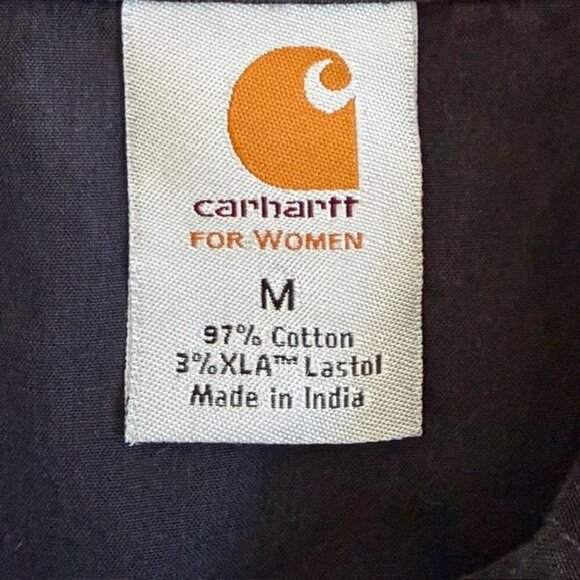 carhartt
FOR WOMEN
M
97% Cotton
3%XLA™ Lastol
Made in India